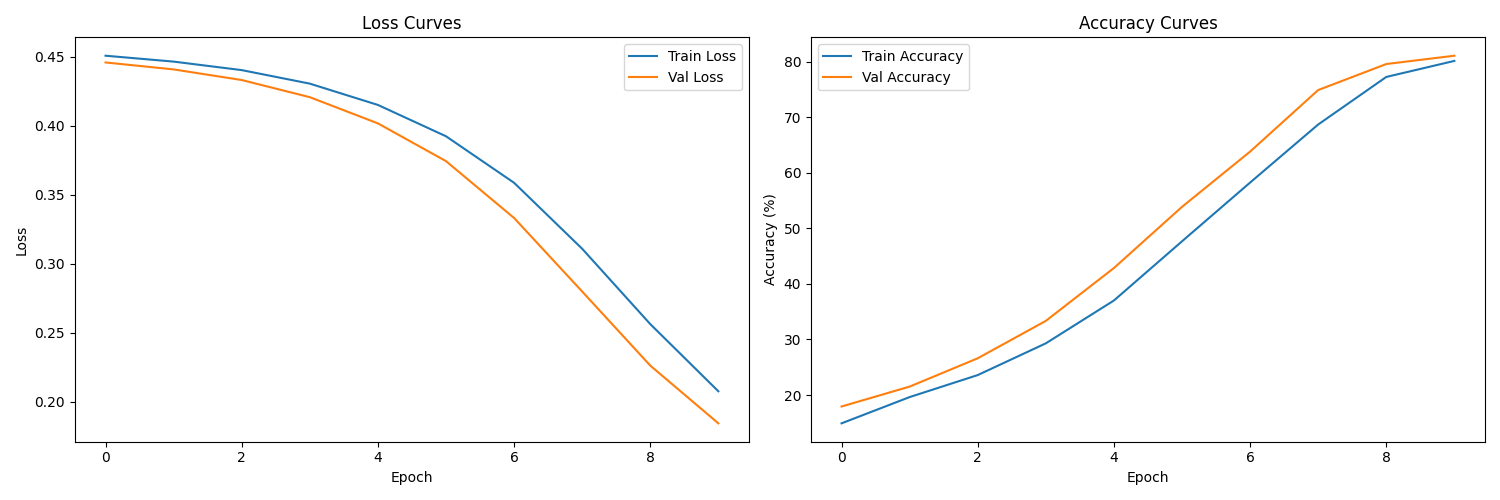 Loss Curves
Train Loss
Val Loss
0.45
0.40
0.35
0.30
0.25
0.20
Loss
0 2 4 6 8
Epoch
Accuracy Curves
Train Accuracy
Val Accuracy
80
70
60
50
40
30
20
Accuracy (%)
0 2 4 6 8
Epoch